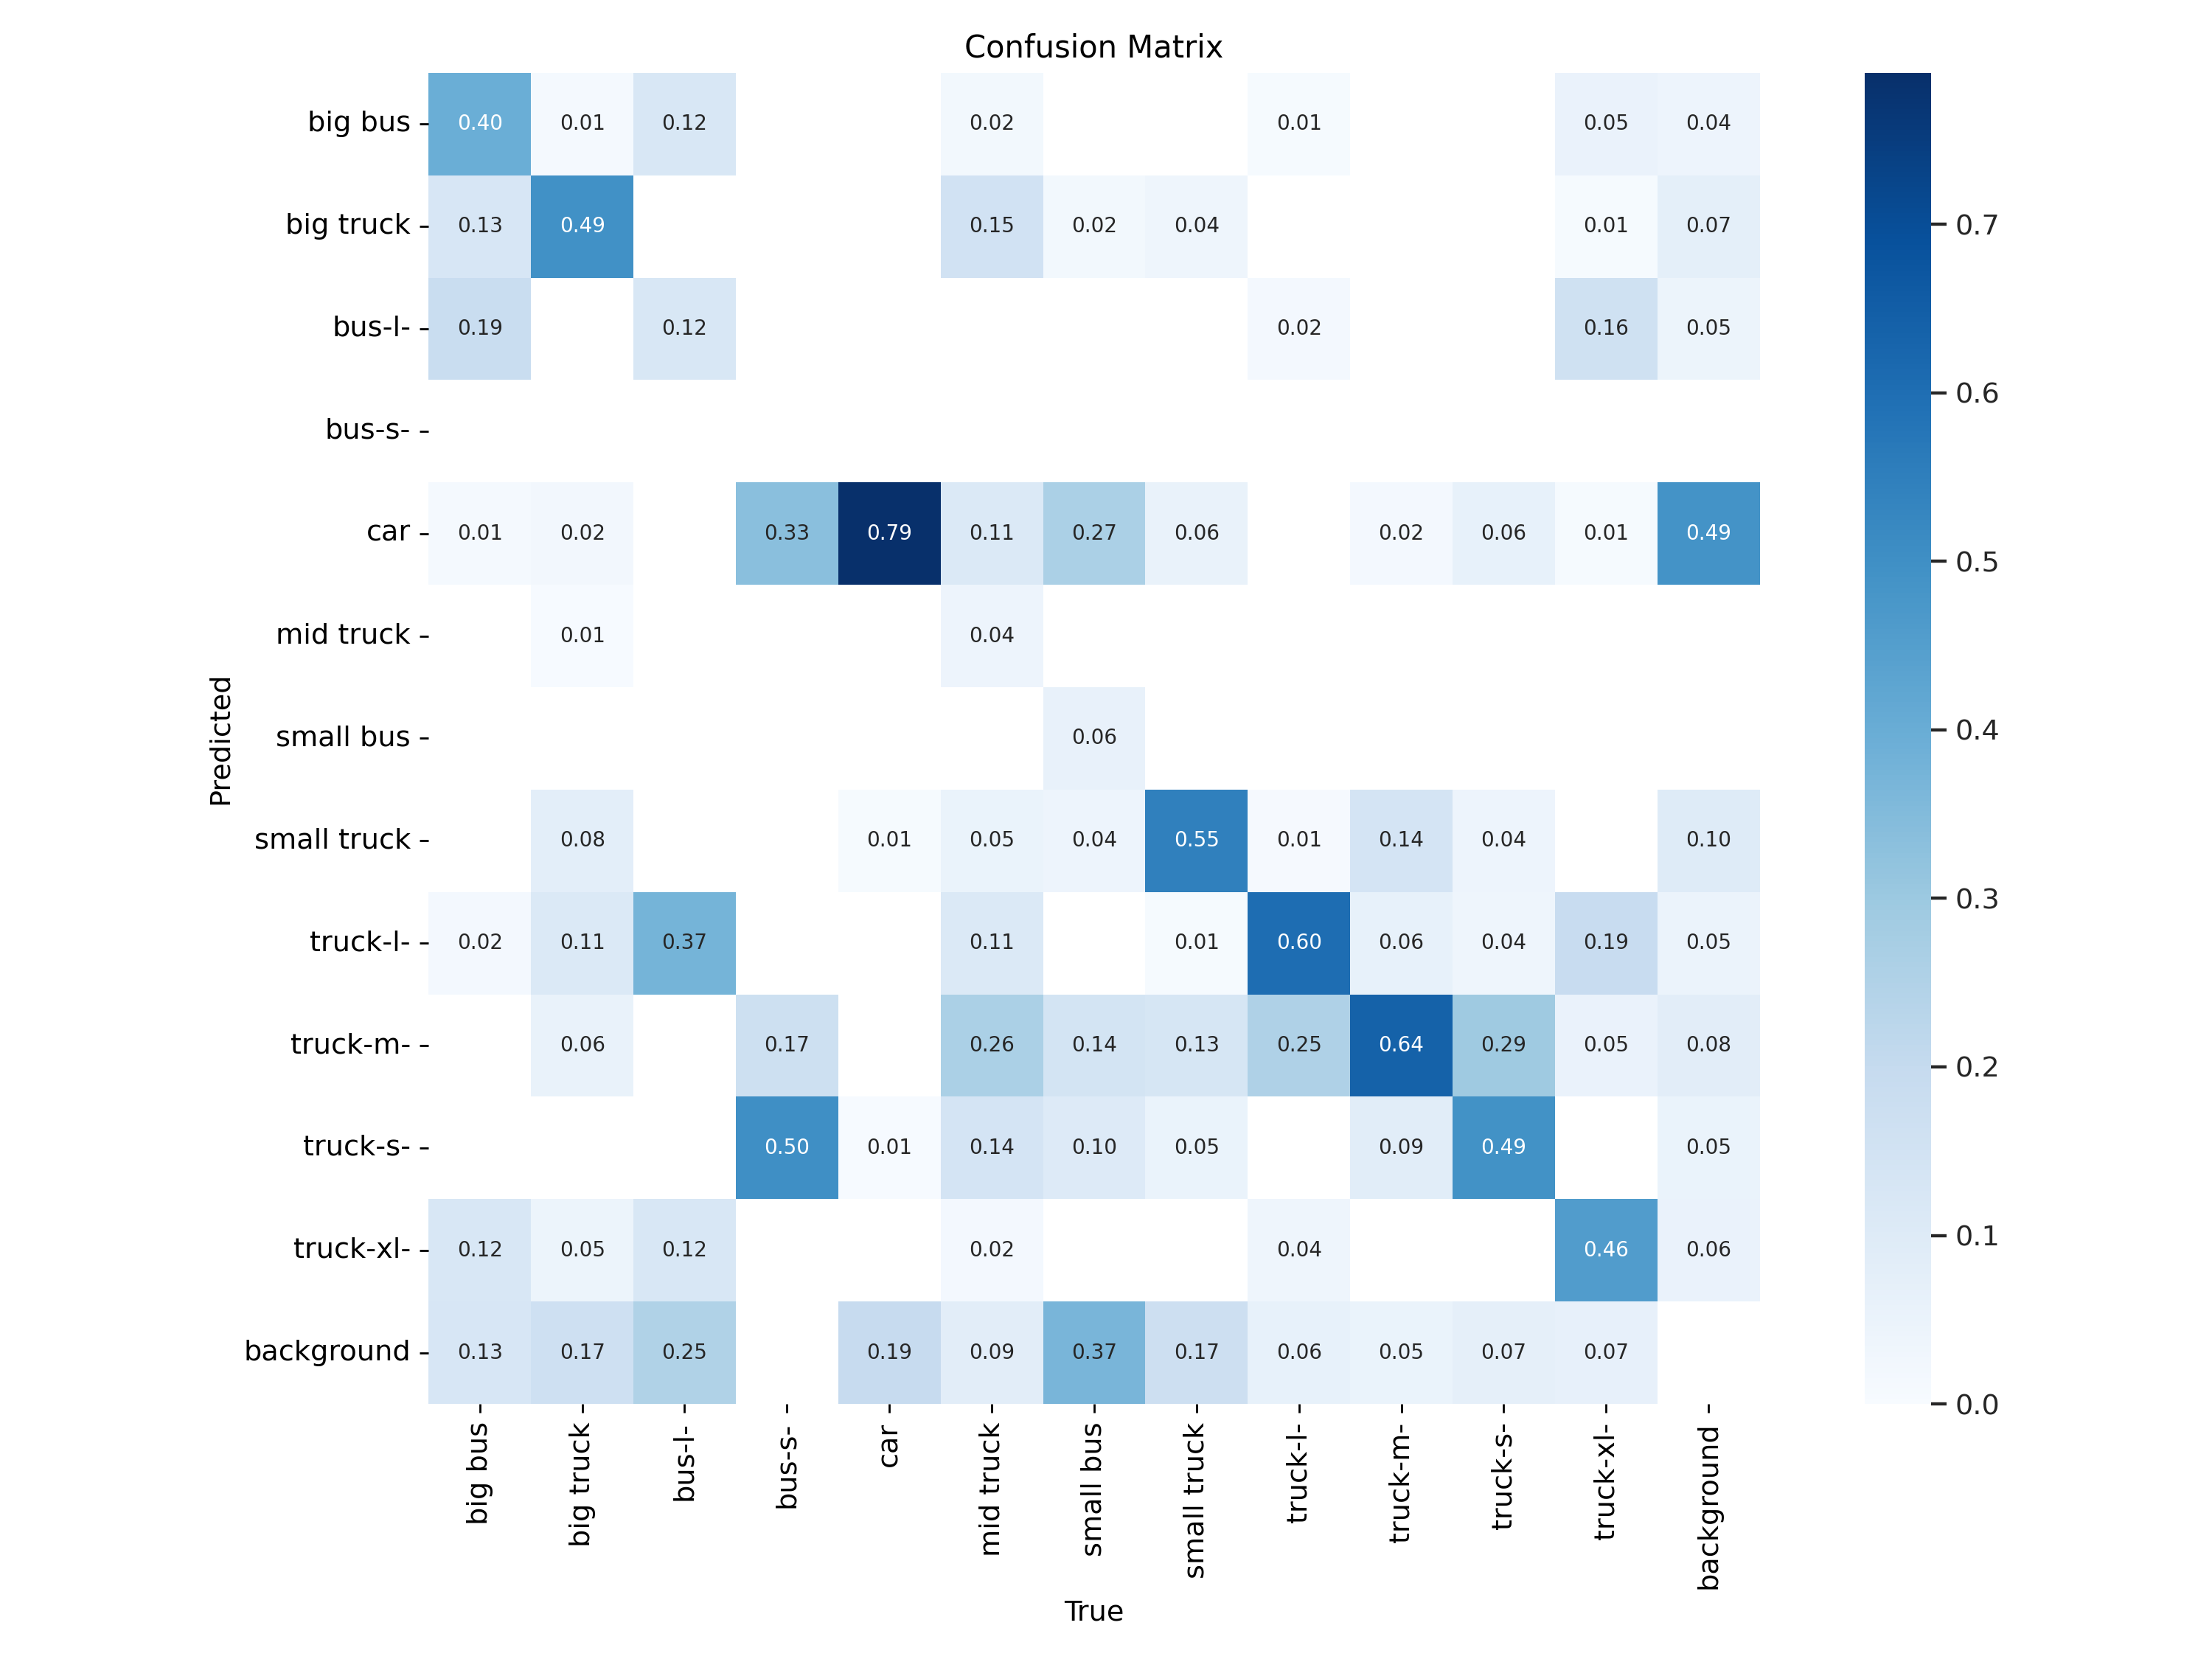 Confusion Matrix
big bus 0.40 0.01 0.12 0.02 0.01 0.05 0.04
big truck 0.13 0.49 0.15 0.02 0.04 0.01 0.07
bus-l- 0.19 0.12 0.02 0.16 0.05
bus-s-
car 0.01 0.02 0.33 0.79 0.11 0.27 0.06 0.02 0.06 0.01 0.49
mid truck 0.01 0.04
small bus 0.06
small truck 0.08 0.01 0.05 0.04 0.55 0.01 0.14 0.04 0.10
truck-l- 0.02 0.11 0.37 0.11 0.01 0.60 0.06 0.04 0.19 0.05
truck-m- 0.06 0.17 0.26 0.14 0.13 0.25 0.64 0.29 0.05 0.08
truck-s- 0.50 0.01 0.14 0.10 0.05 0.09 0.49 0.05
truck-xl- 0.12 0.05 0.12 0.02 0.04 0.46 0.06
background 0.13 0.17 0.25 0.19 0.09 0.37 0.17 0.06 0.05 0.07 0.07
Predicted
big bus
big truck
bus-l-
bus-s-
car
mid truck
small bus
small truck
truck-l-
truck-m-
truck-s-
truck-xl-
background
True
0.7
0.6
0.5
0.4
0.3
0.2
0.1
0.0